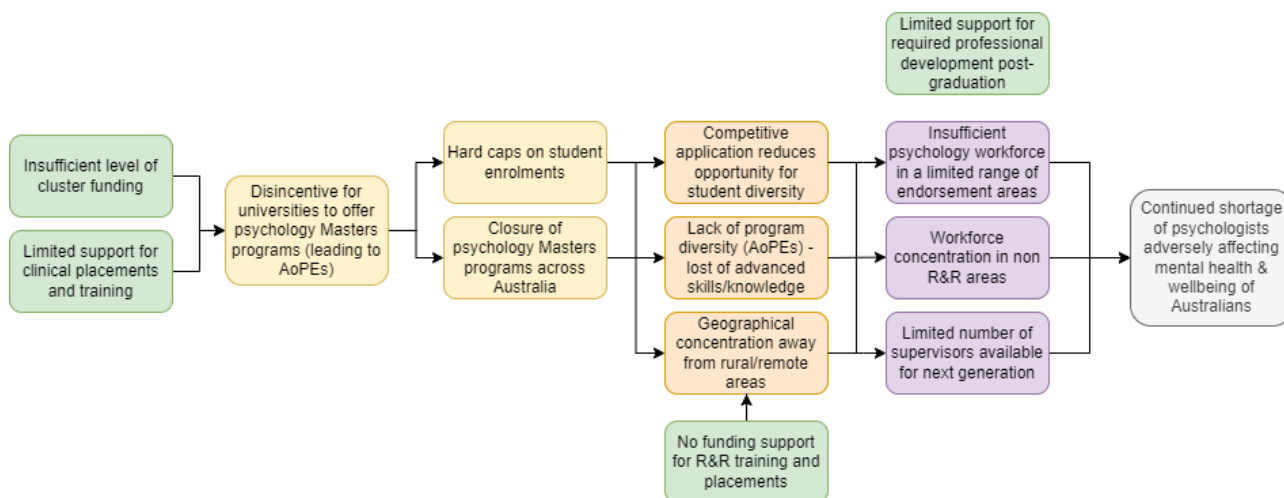 Limited support for
required professional
development post-
graduation
Insufficient level of
cluster funding
Limited support for
clinical placements
and training
Disincentive for
universities to offer
psychology Masters
programs (leading to
AoPEs)
Hard caps on student
enrolments
Closure of
psychology Masters
programs across
Australia
Competitive
application reduces
opportunity for
student diversity
Lack of program
diversity (AoPEs) -
lost of advanced
skills/knowledge
Geographical
concentration away
from rural/remote
areas
No funding support
for R&R training and
placements
Insufficient
psychology workforce
in a limited range of
endorsement areas
Workforce
concentration in non
R&R areas
Limited number of
supervisors available
for next generation
Continued shortage
of psychologists
adversely affecting
mental health &
wellbeing of
Australians